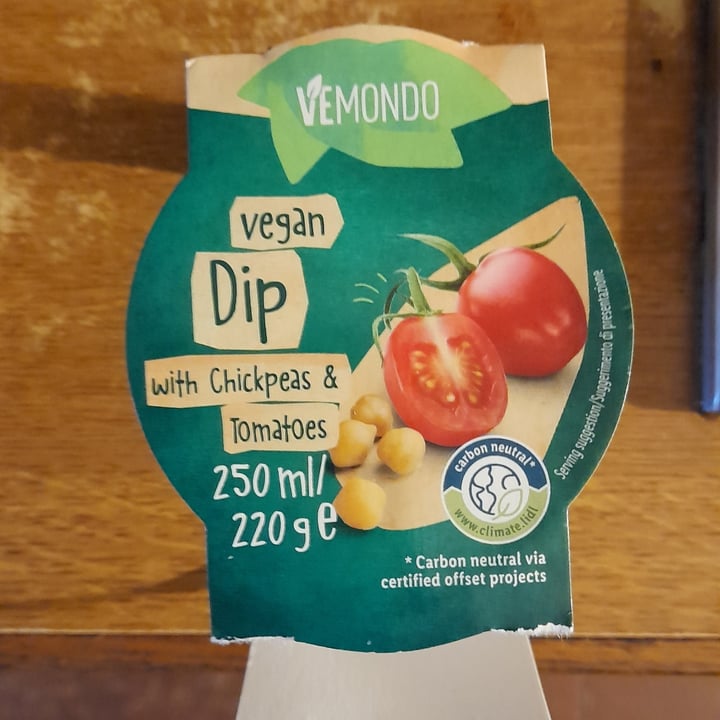 VEMONDO
vegan
Dip
with Chickpeas &
Tomatoes
250 ml/
220 g e
Serving suggestion/Suggerimento di presentazione
carbon neutral*
www.climate.lidl
* Carbon neutral via
certified offset projects